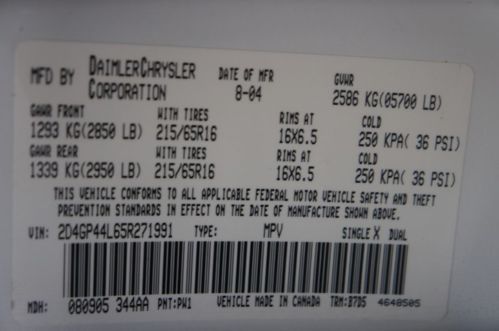 MFD BY DAIMLERCHRYSLER CORPORATION DATE OF MFR 8-04 GVWR 2586 KG(05700 LB)
GAWR FRONT WITH TIRES RIMS AT COLD
1293 KG(2850 LB) 215/65R16 16X6.5 250 KPA( 36 PSI)
GAWR REAR WITH TIRES RIMS AT COLD
1339 KG(2950 LB) 215/65R16 16X6.5 250 KPA( 36 PSI)
THIS VEHICLE CONFORMS TO ALL APPLICABLE FEDERAL MOTOR VEHICLE SAFETY AND THEFT
PREVENTION STANDARDS IN EFFECT ON THE DATE OF MANUFACTURE SHOWN ABOVE.
VIN: 2D4GP44L65R271991 TYPE: MPV SINGLE X DUAL
MDH: 080905 344AA PNT:PW1 VEHICLE MADE IN CANADA TRM:B7D5 4648505